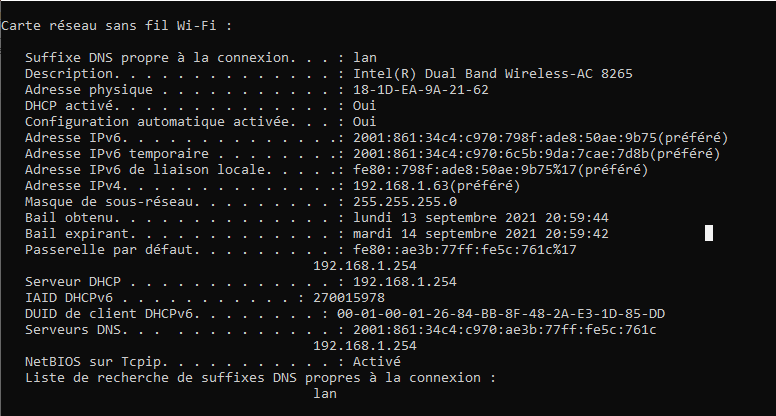 Carte réseau sans fil Wi-Fi :
Suffixe DNS propre à la connexion. . . : lan
Description. . . . . . . . . . . . . . : Intel(R) Dual Band Wireless-AC 8265
Adresse physique . . . . . . . . . . . : 18-1D-EA-9A-21-62
DHCP activé. . . . . . . . . . . . . . : Oui
Configuration automatique activée. . . : Oui
Adresse IPv6. . . . . . . . . . . . . .: 2001:861:34c4:c970:798f:ade8:50ae:9b75(préféré)
Adresse IPv6 temporaire . . . . . . . .: 2001:861:34c4:c970:6c5b:9da:7cae:7d8b(préféré)
Adresse IPv6 de liaison locale. . . . .: fe80::798f:ade8:50ae:9b75%17(préféré)
Adresse IPv4. . . . . . . . . . . . . .: 192.168.1.63(préféré)
Masque de sous-réseau. . . . . . . . . : 255.255.255.0
Bail obtenu. . . . . . . . . . . . . . : lundi 13 septembre 2021 20:59:44
Bail expirant. . . . . . . . . . . . . : mardi 14 septembre 2021 20:59:42
Passerelle par défaut. . . . . . . . . : fe80::ae3b:77ff:fe5c:761c%17
192.168.1.254
Serveur DHCP . . . . . . . . . . . . . : 192.168.1.254
IAID DHCPv6 . . . . . . . . . . . : 270015978
DUID de client DHCPv6. . . . . . . . : 00-01-00-01-26-84-BB-8F-48-2A-E3-1D-85-DD
Serveurs DNS. . . . . . . . . . . . . : 2001:861:34c4:c970:ae3b:77ff:fe5c:761c
192.168.1.254
NetBIOS sur Tcpip. . . . . . . . . . . : Activé
Liste de recherche de suffixes DNS propres à la connexion :
lan